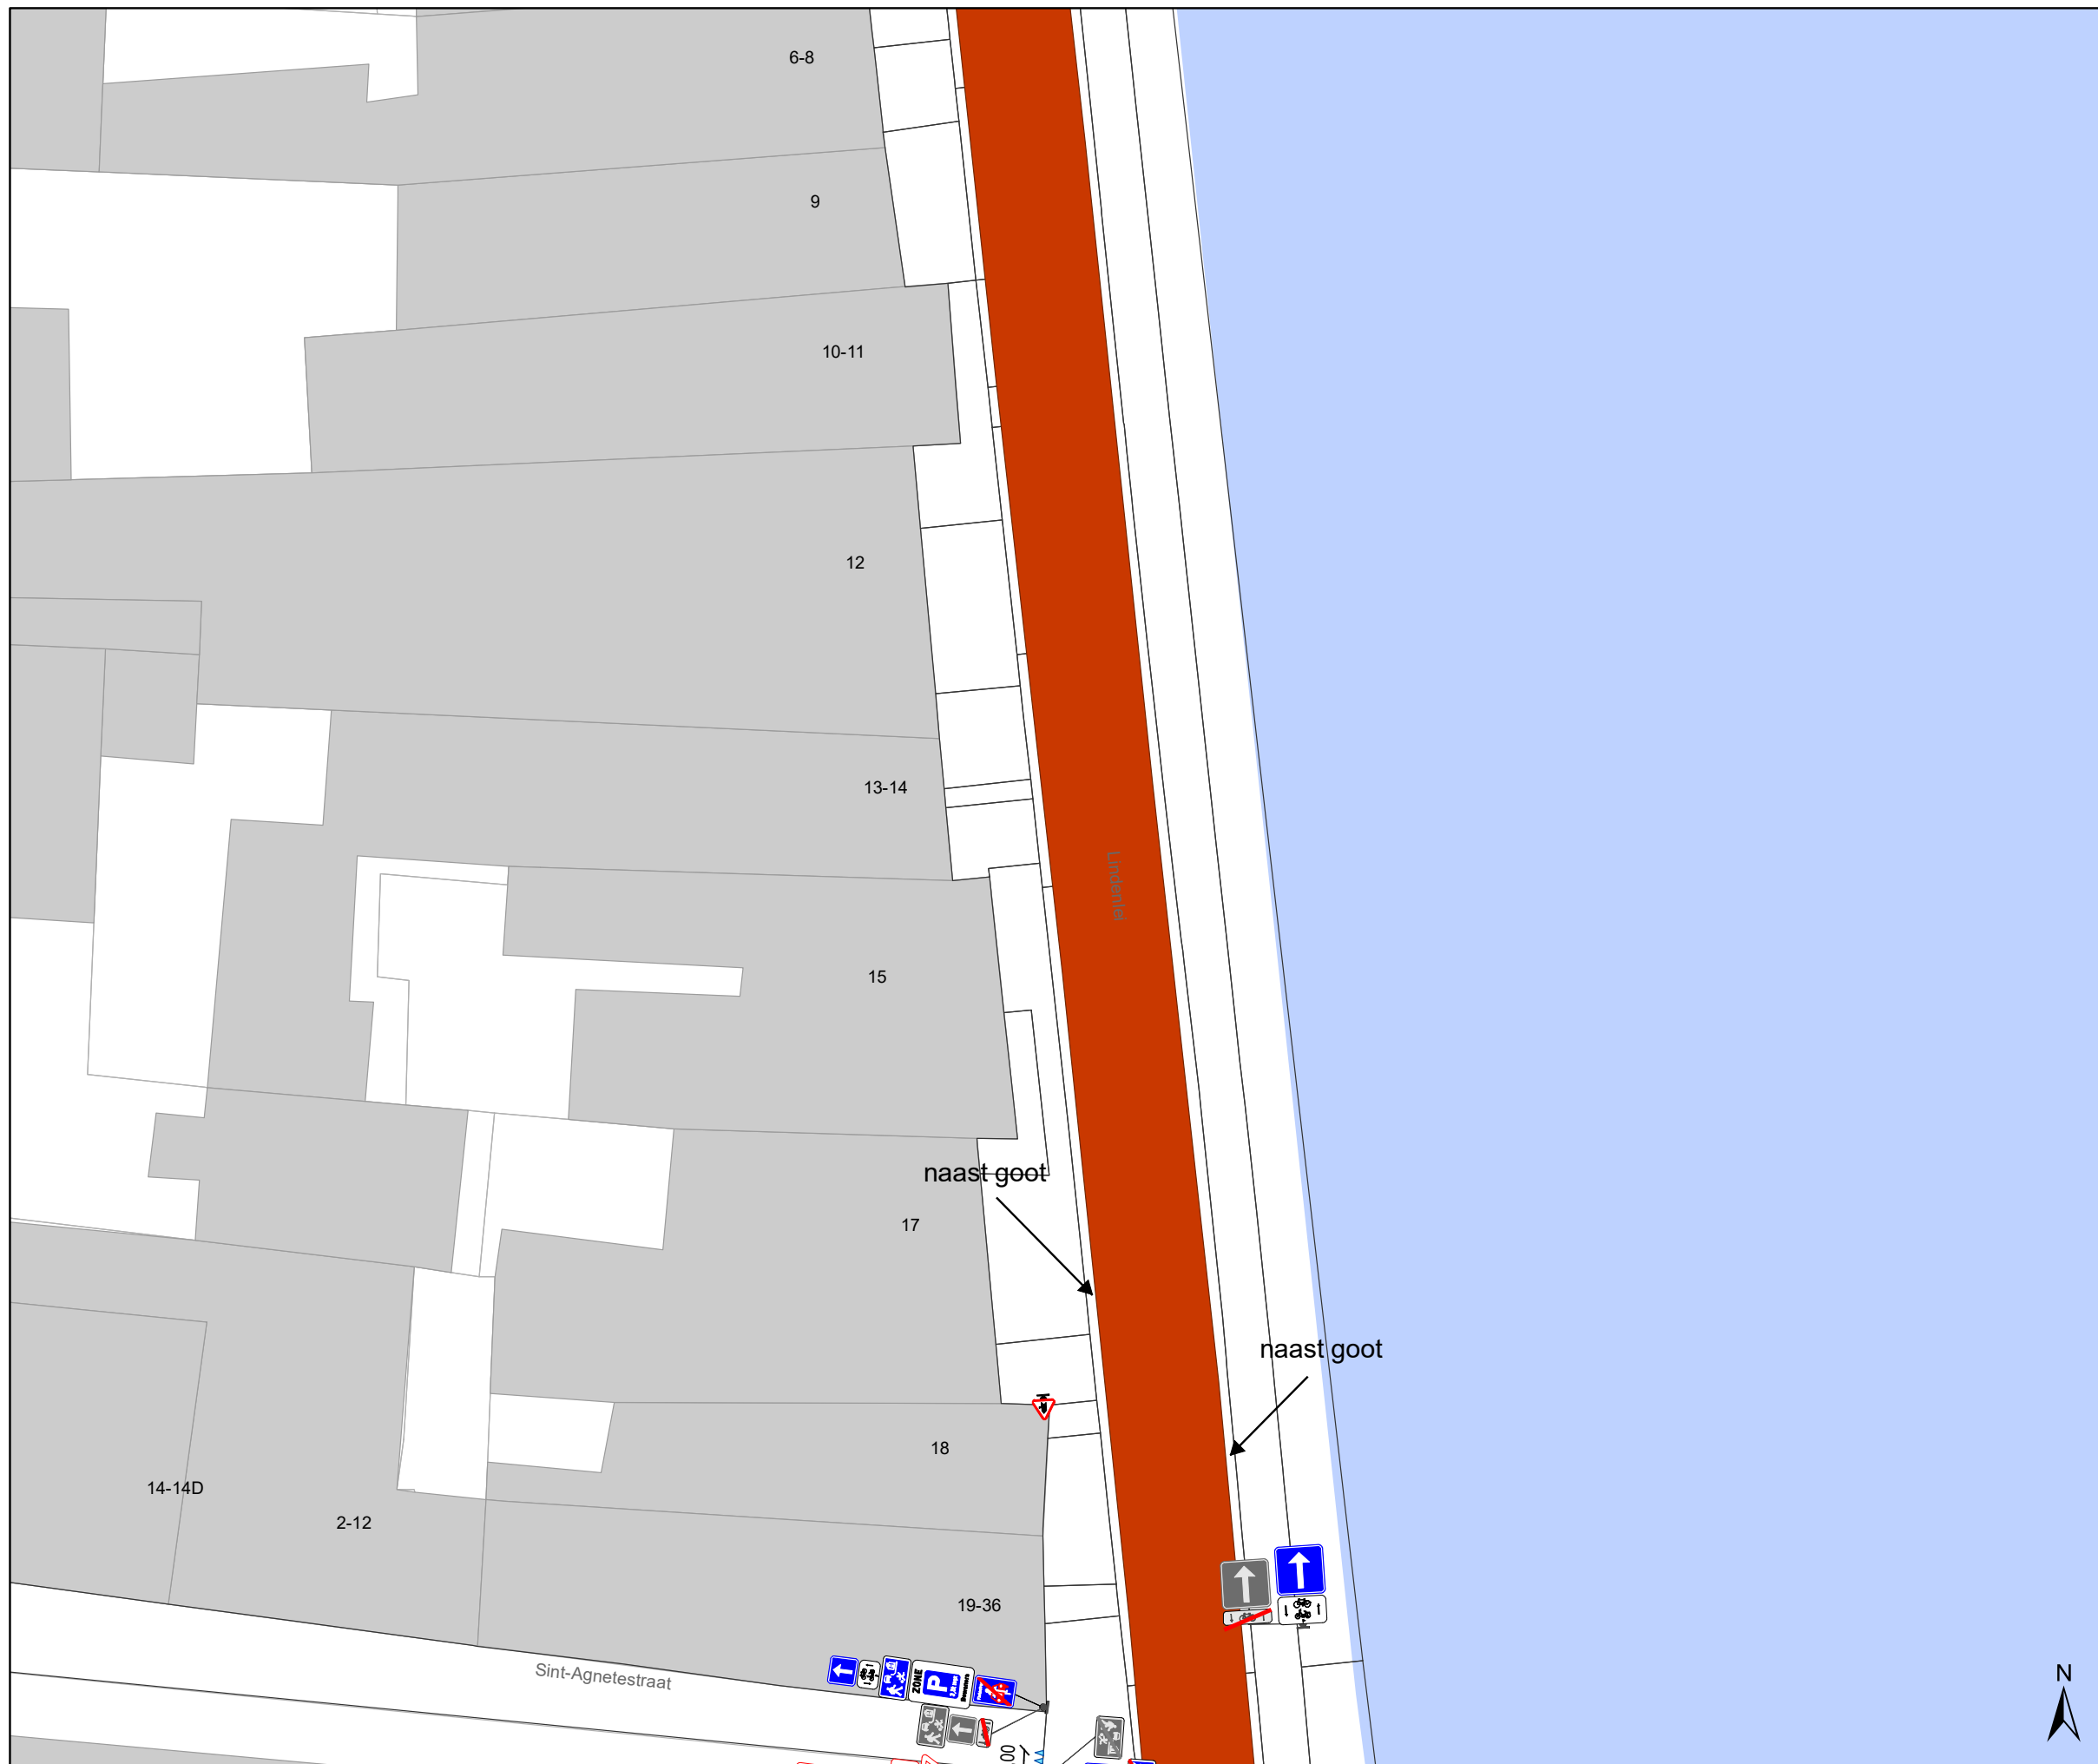 6-8
9
10-11
12
13-14
Lindenlei
15
naast goot
17
naast goot
18
14-14D
2-12
19-36
Sint-Agnetestraat
ZONE
P
N
00